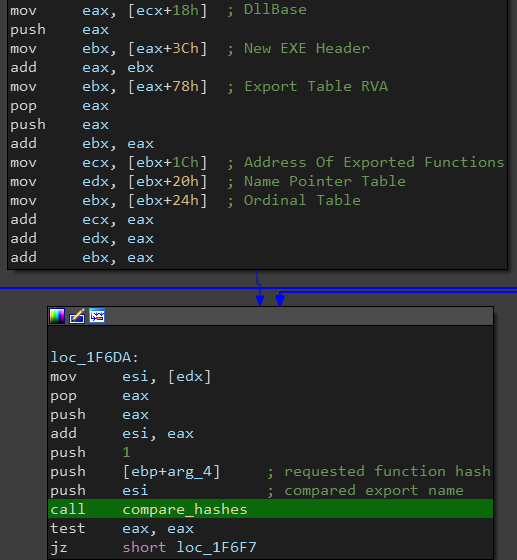 mov eax, [ecx+18h] ; DllBase
push eax
mov ebx, [eax+3Ch] ; New EXE Header
add eax, ebx
mov ebx, [eax+78h] ; Export Table RVA
pop eax
push eax
add ebx, eax
mov ecx, [ebx+1Ch] ; Address Of Exported Functions
mov edx, [ebx+20h] ; Name Pointer Table
mov ebx, [ebx+24h] ; Ordinal Table
add ecx, eax
add edx, eax
add ebx, eax
loc_1F6DA:
mov esi, [edx]
pop eax
push eax
add esi, eax
push 1
push [ebp+arg_4] ; requested function hash
push esi ; compared export name
call compare_hashes
test eax, eax
jz short loc_1F6F7